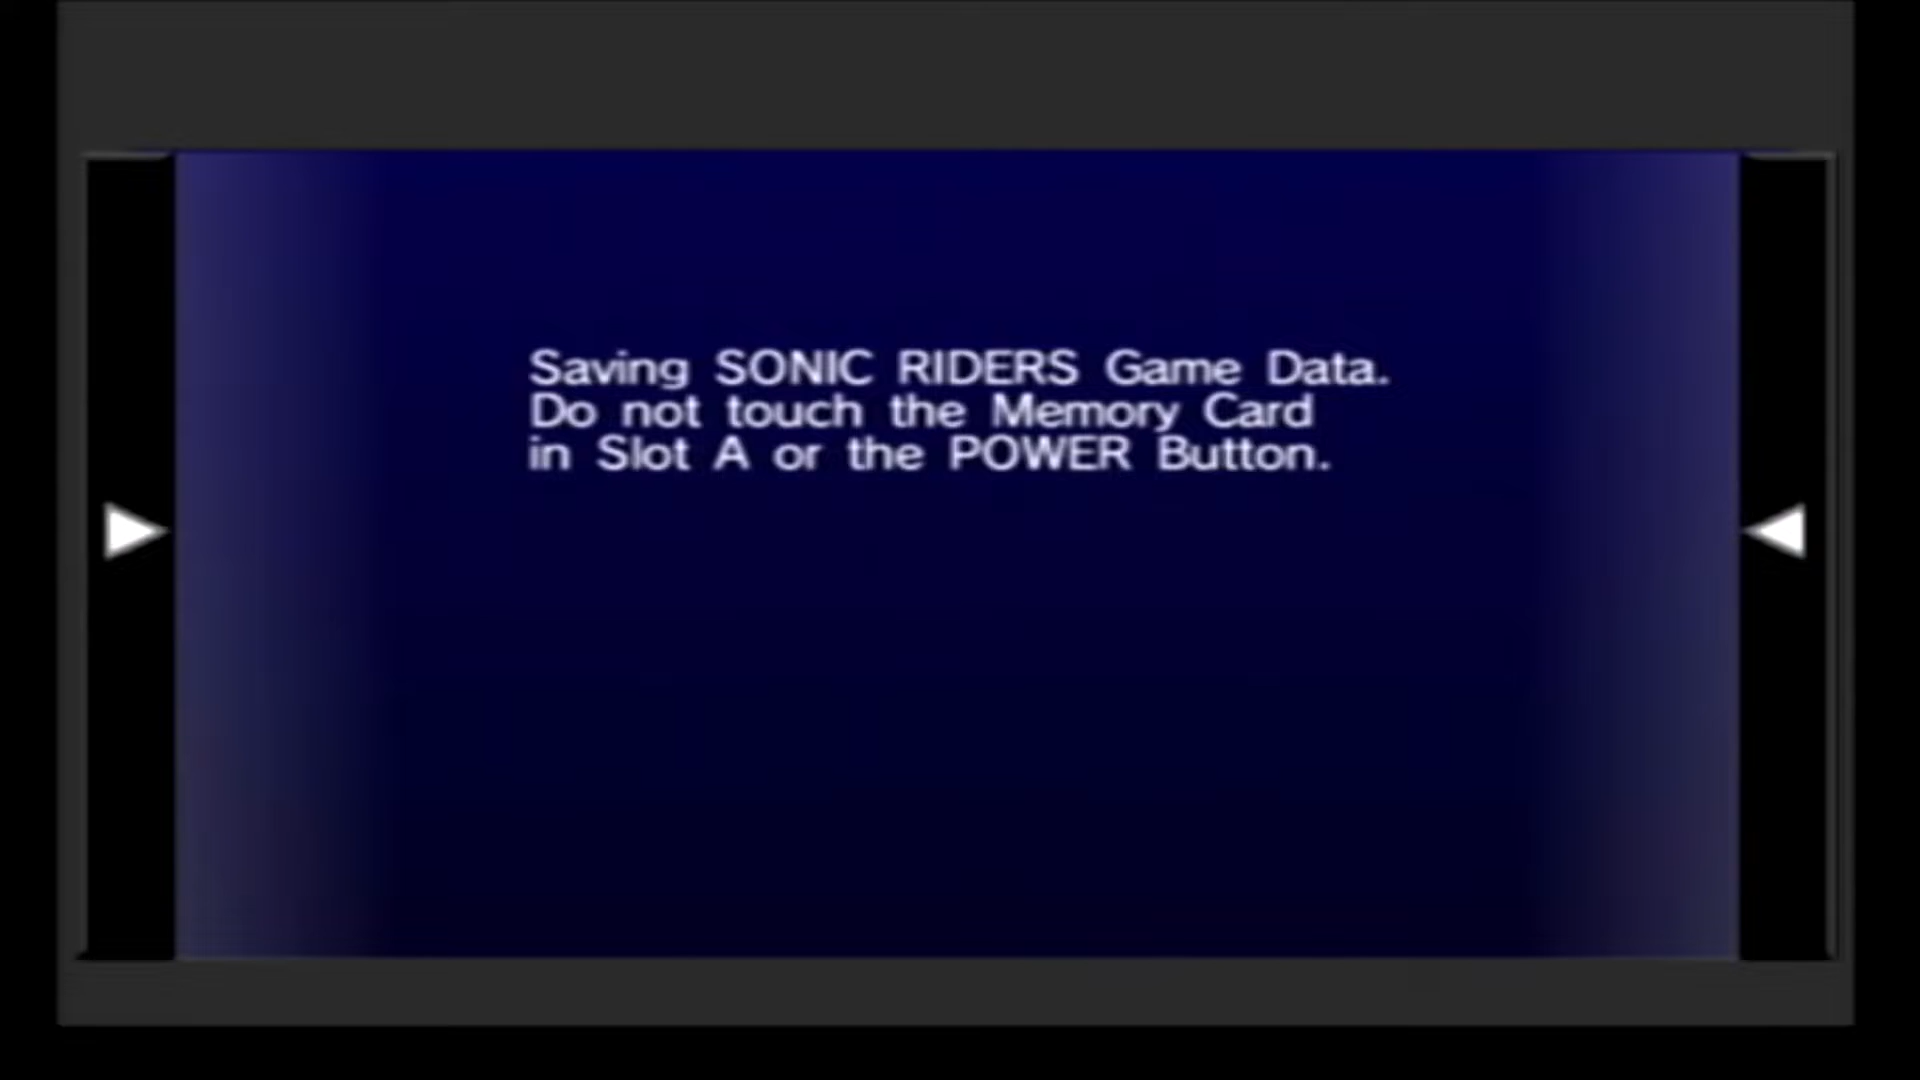 Saving SONIC RIDERS Game Data.
Do not touch the Memory Card
in Slot A or the POWER Button.